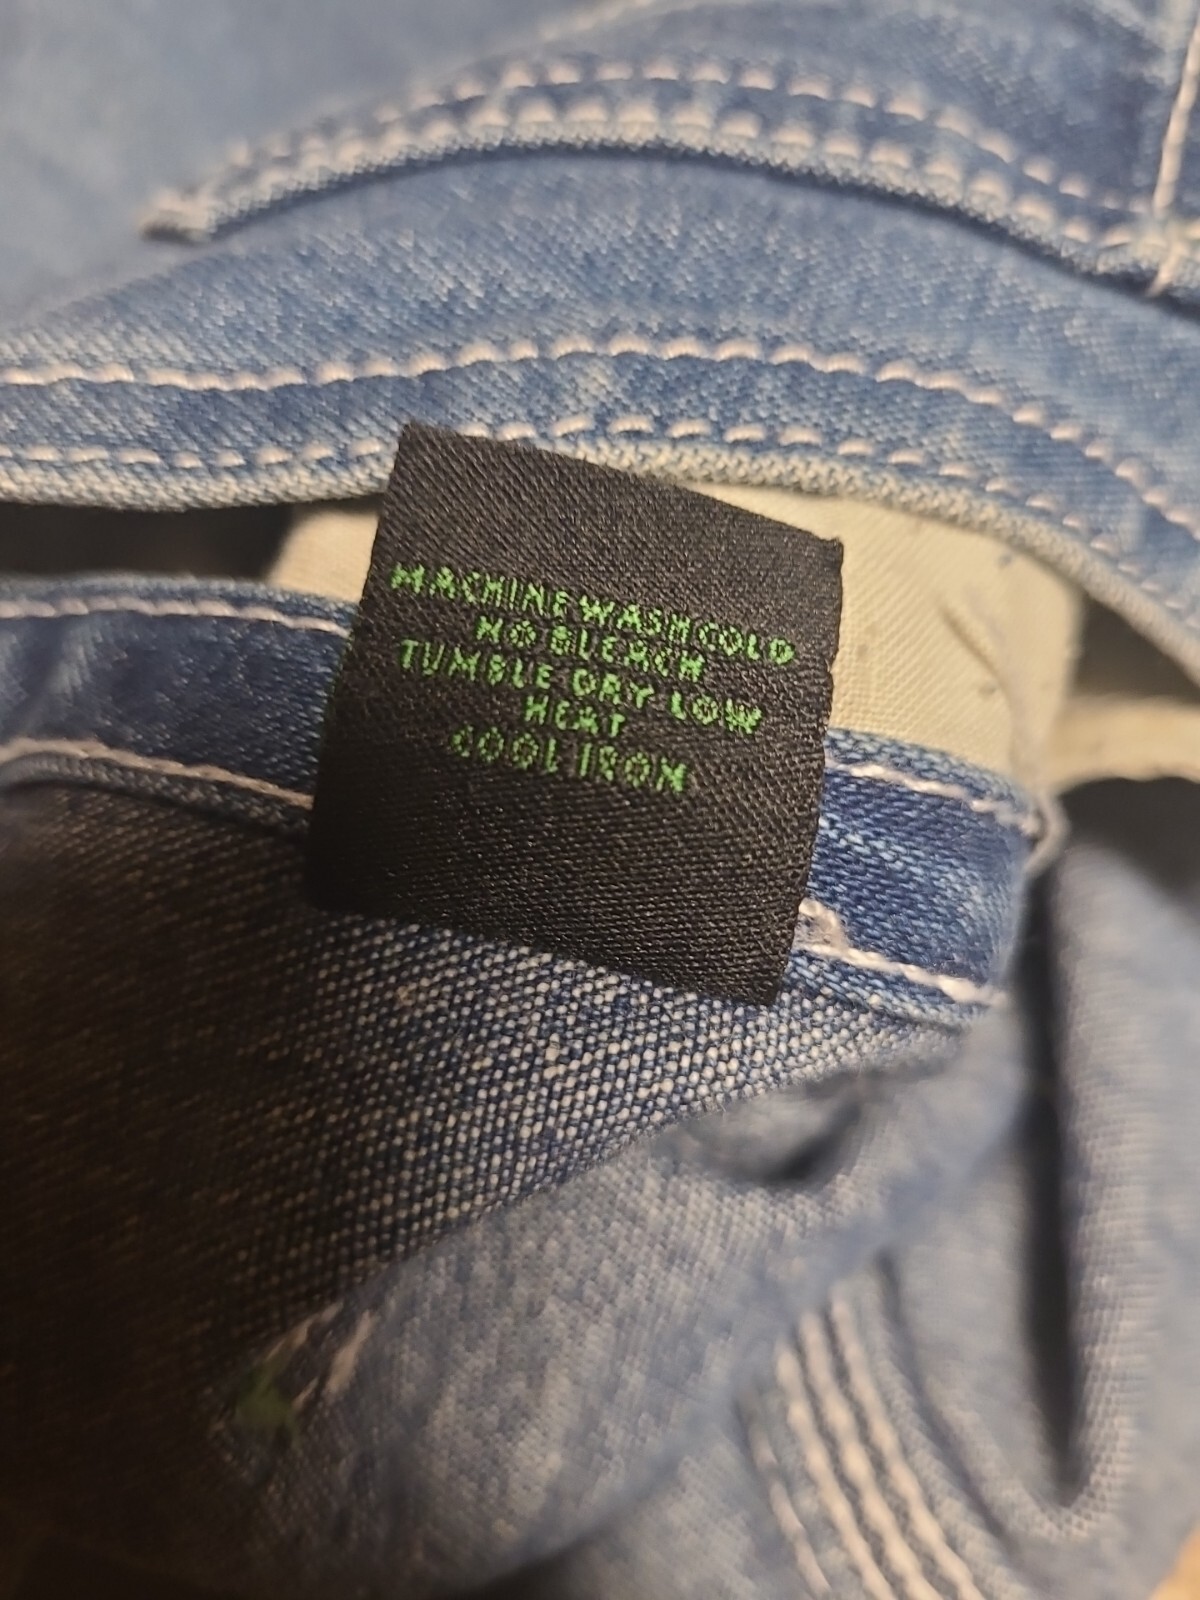 MACHINE WASH COLD
NO BLEACH
TUMBLE DRY LOW
HEAT
COOL IRON